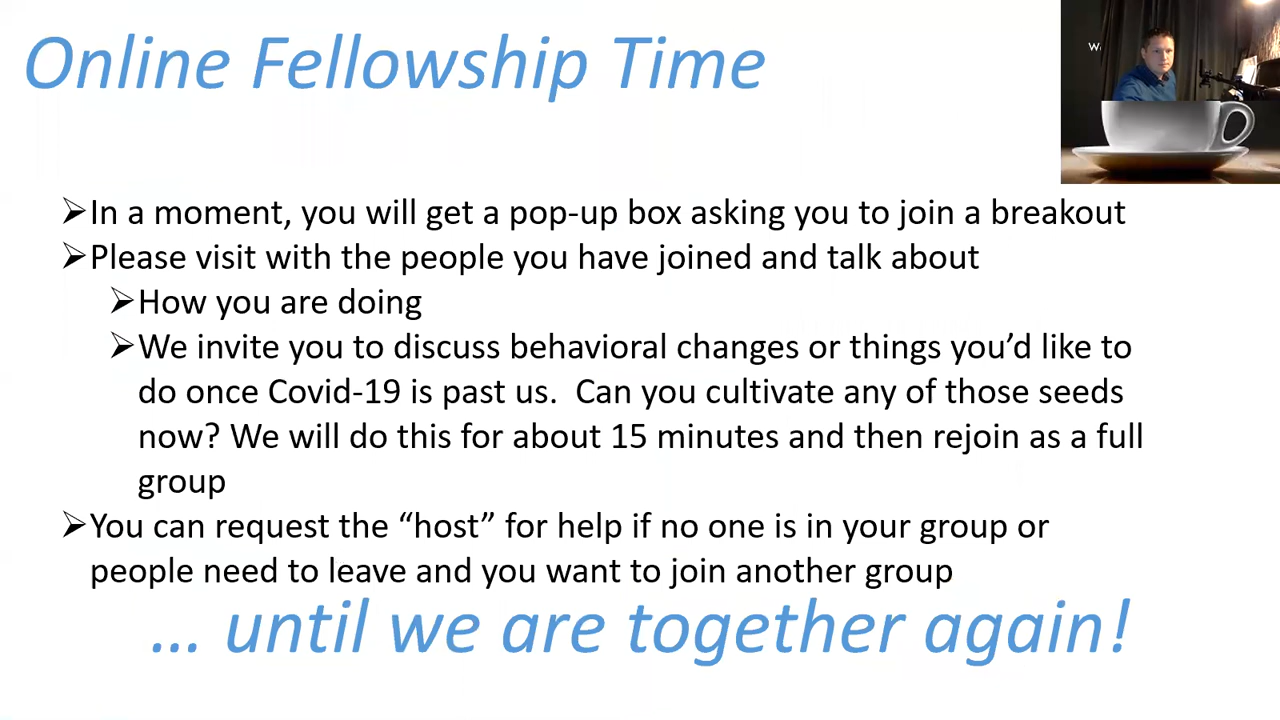 Online Fellowship Time
➢In a moment, you will get a pop-up box asking you to join a breakout
➢Please visit with the people you have joined and talk about
➢How you are doing
➢We invite you to discuss behavioral changes or things you’d like to
do once Covid-19 is past us.  Can you cultivate any of those seeds
now? We will do this for about 15 minutes and then rejoin as a full
group
➢You can request the “host” for help if no one is in your group or
people need to leave and you want to join another group
... until we are together again!